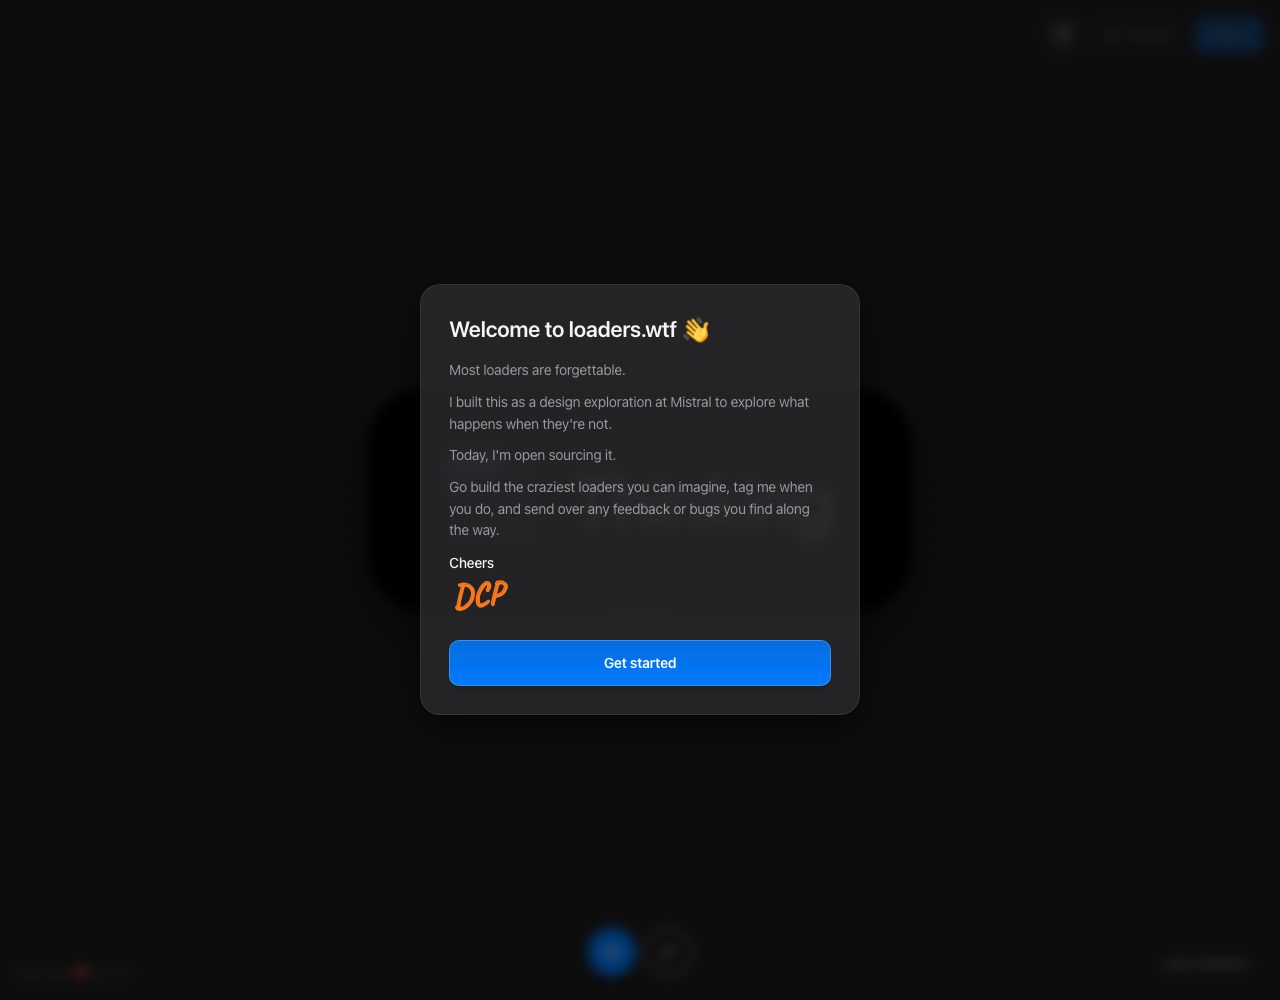 Welcome to loaders.wtf 👋
Most loaders are forgettable.
I built this as a design exploration at Mistral to explore what
happens when they're not.
Today, I'm open sourcing it.
Go build the craziest loaders you can imagine, tag me when
you do, and send over any feedback or bugs you find along
the way.
Cheers
DCP
Get started